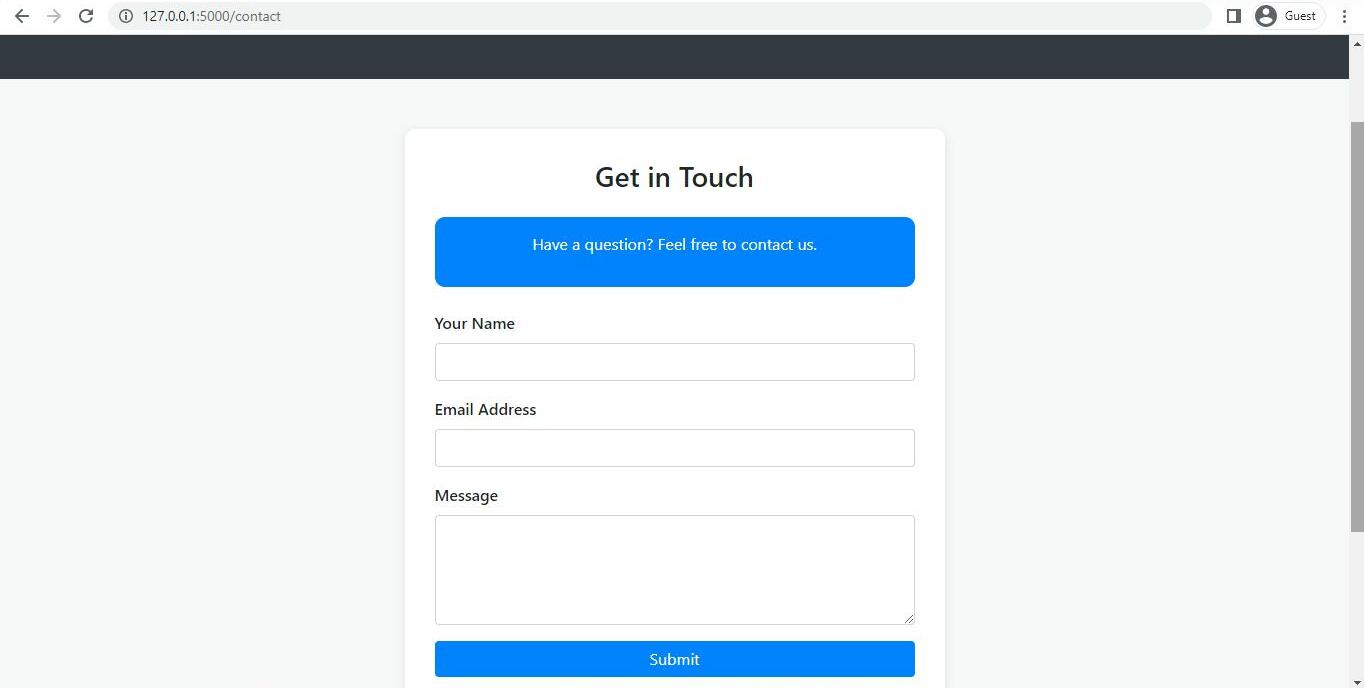 127.0.0.1:5000/contact
Guest
Get in Touch
Have a question? Feel free to contact us.
Your Name
Email Address
Message
Submit